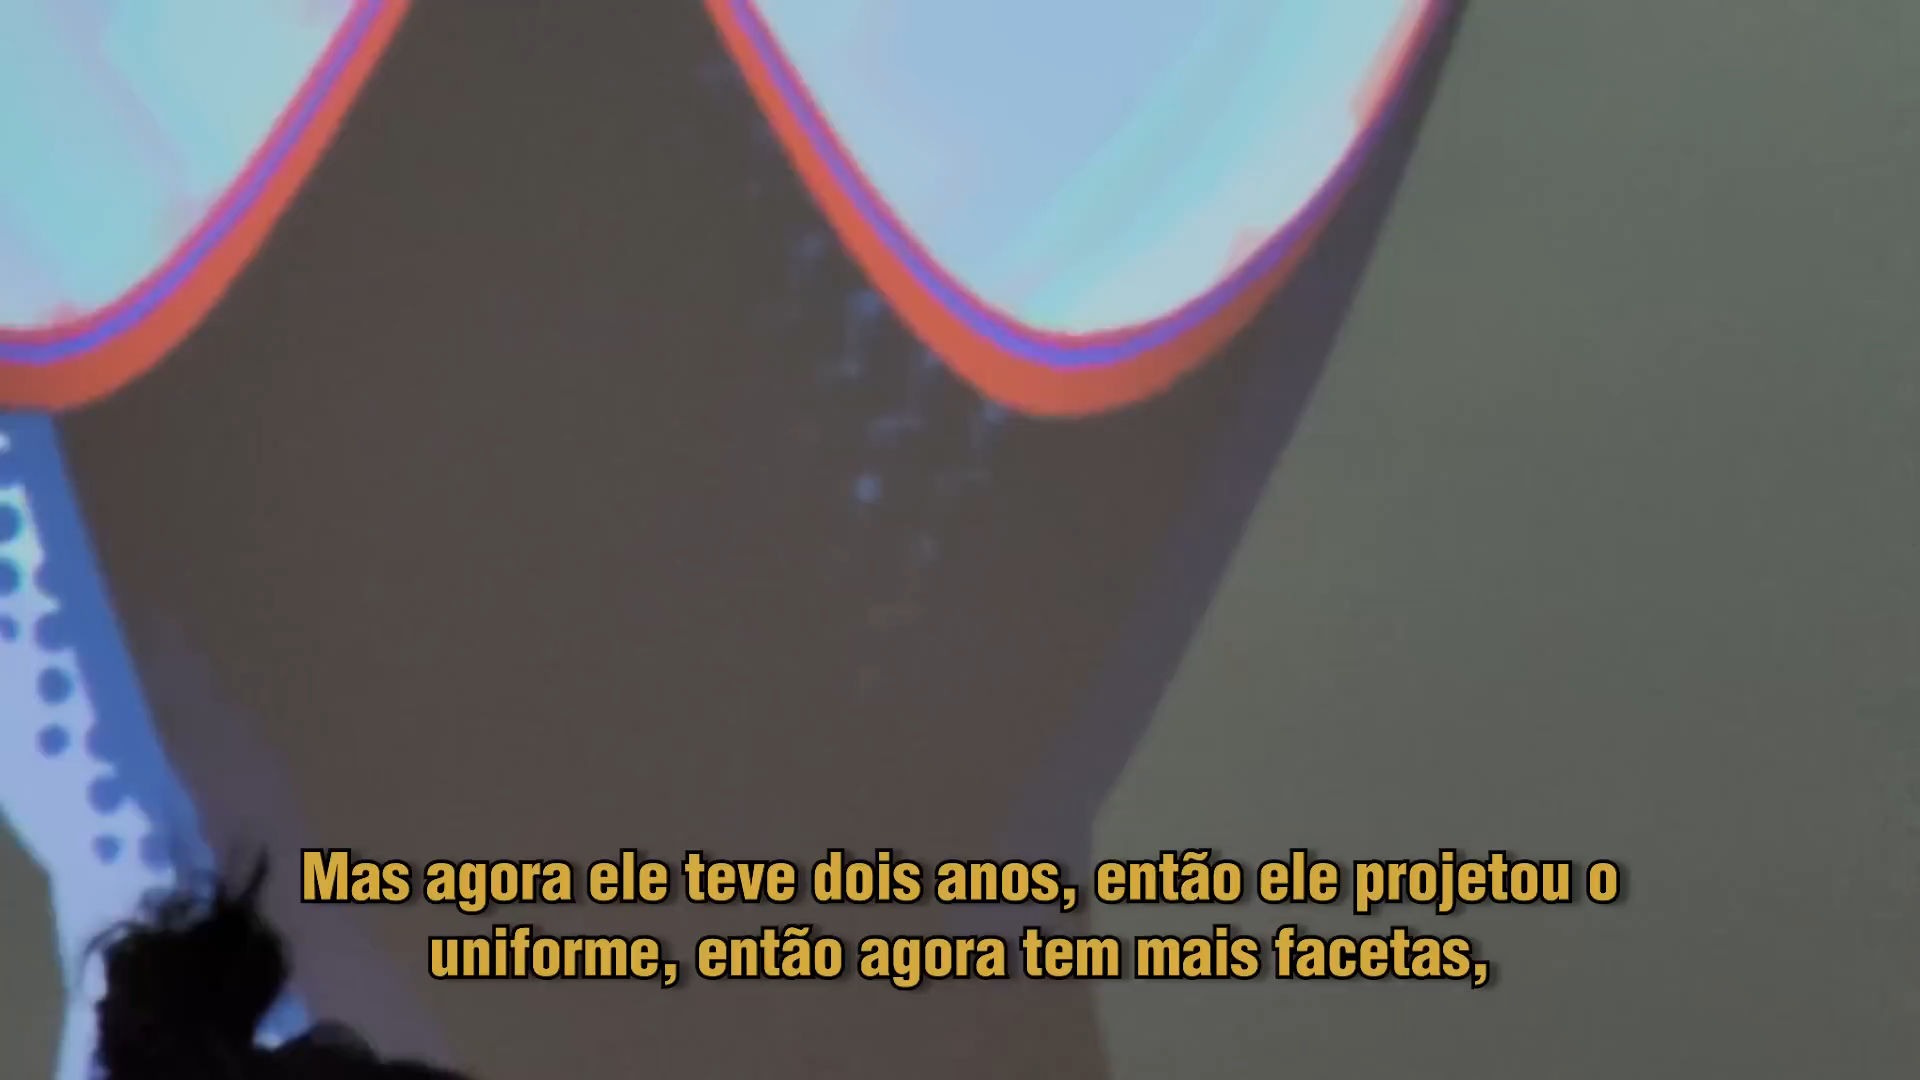 Mas agora ele teve dois anos, então ele projetou o
uniforme, então agora tem mais facetas,